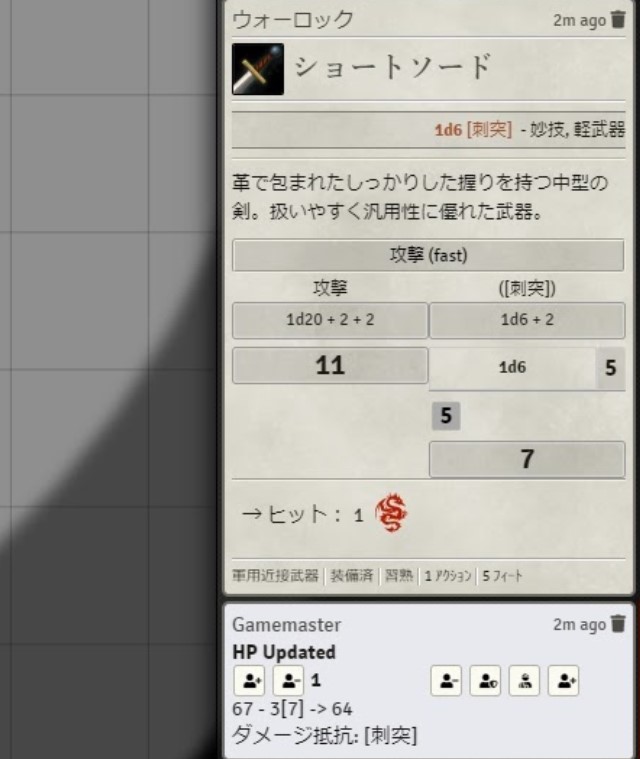 ウォーロック 2m ago
ショートソード
1d6 [刺突] - 妙技, 軽武器
革で包まれたしっかりした握りを持つ中型の
剣。扱いやすく汎用性に優れた武器。
攻撃 (fast)
攻撃 ([刺突])
1d20 + 2 + 2 1d6 + 2
11 1d6 5
5
7
→ ヒット： 1
軍用近接武器 装備済 習熟 1 アクション 5 フィート
Gamemaster 2m ago
HP Updated
1
67 - 3[7] -> 64
ダメージ抵抗: [刺突]